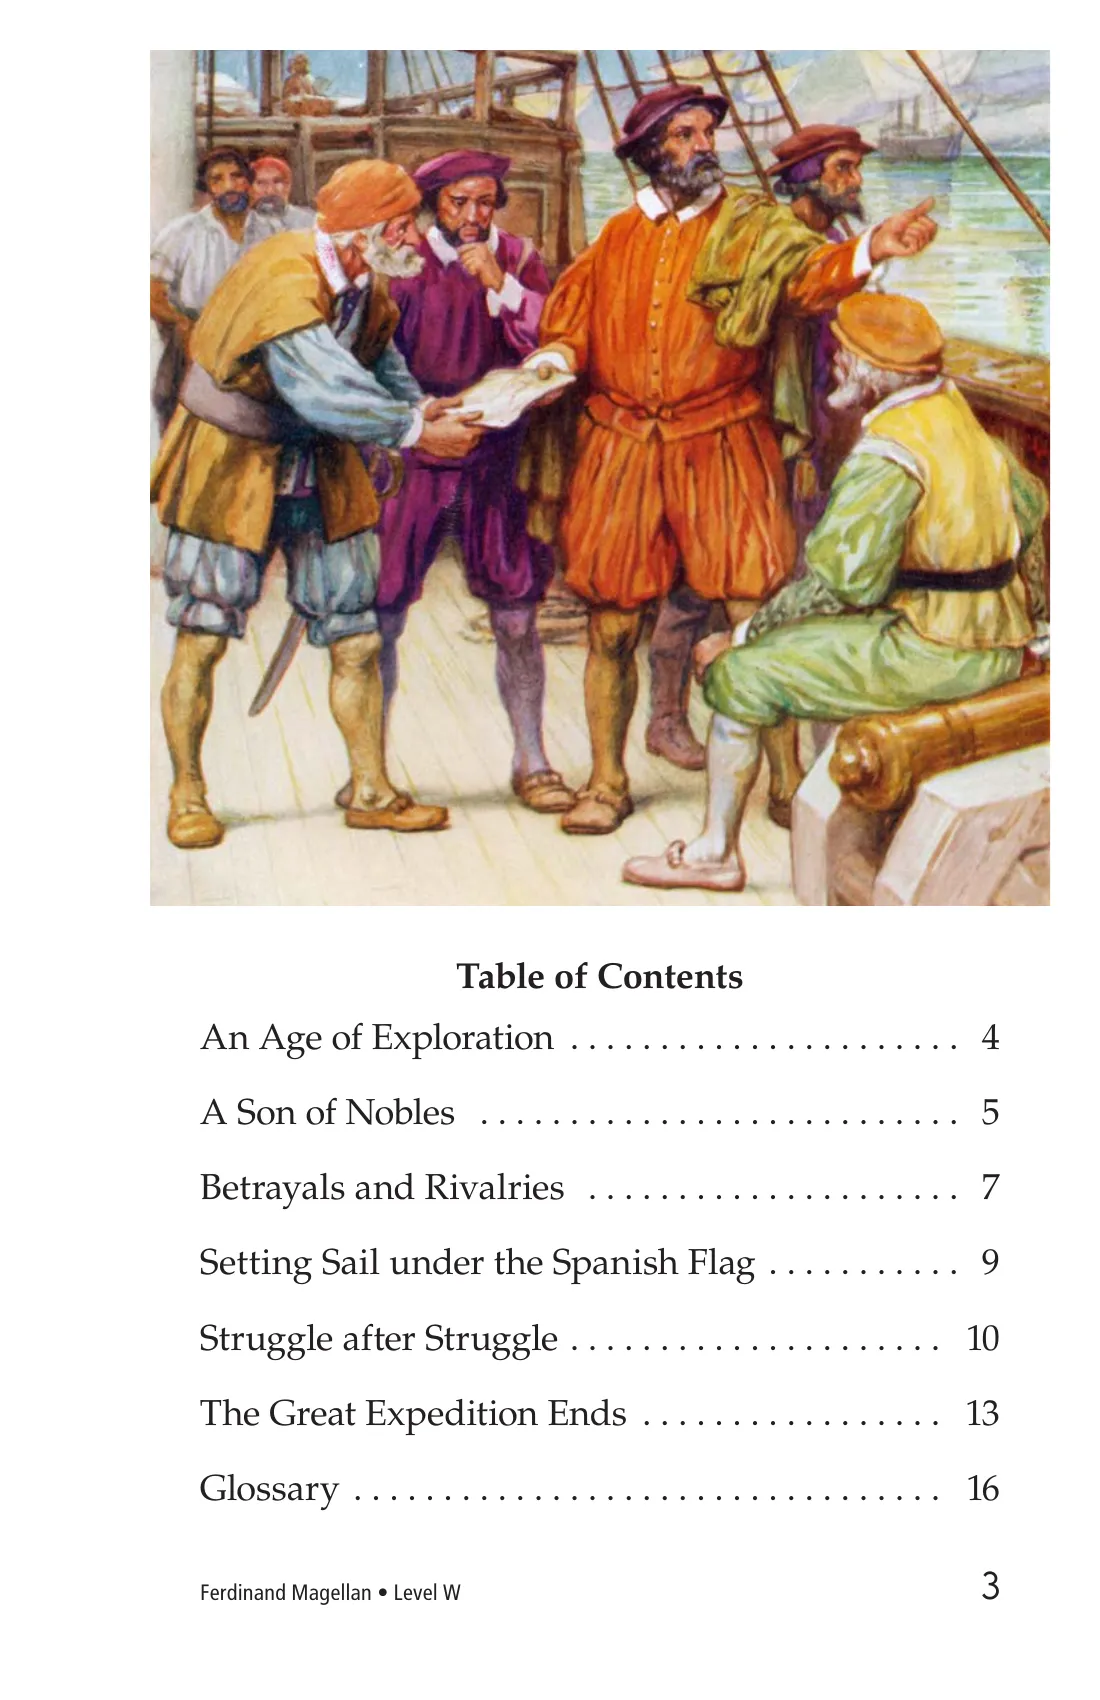 Table of Contents
An Age of Exploration . . . . . . . . . . . . . . . . . . . . . . 4
A Son of Nobles . . . . . . . . . . . . . . . . . . . . . . . . . . . 5
Betrayals and Rivalries . . . . . . . . . . . . . . . . . . . . . 7
Setting Sail under the Spanish Flag . . . . . . . . . . . 9
Struggle after Struggle . . . . . . . . . . . . . . . . . . . . . 10
The Great Expedition Ends . . . . . . . . . . . . . . . . . 13
Glossary . . . . . . . . . . . . . . . . . . . . . . . . . . . . . . . . . 16
Ferdinand Magellan • Level W 3